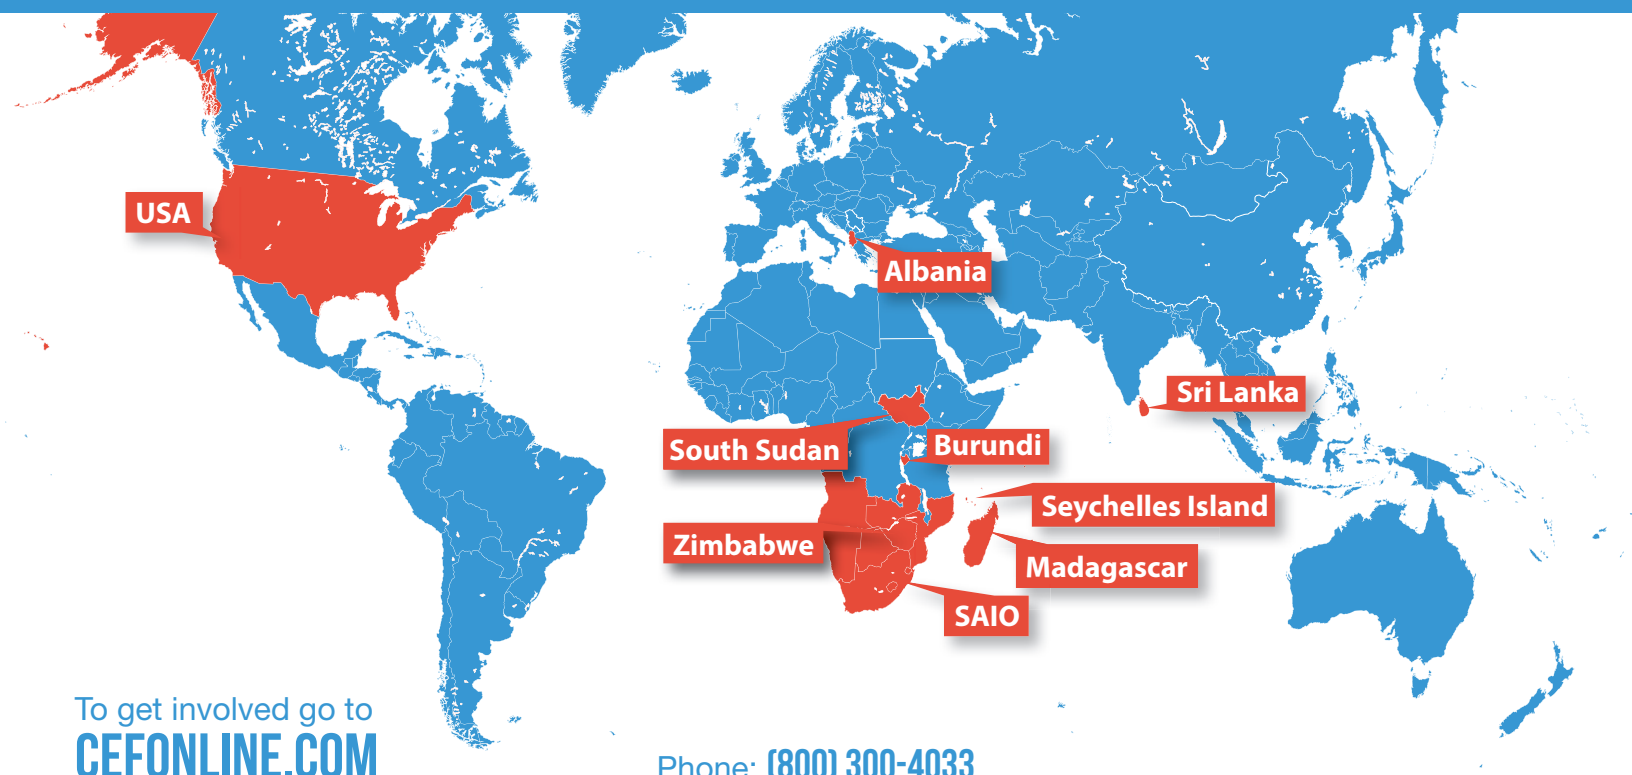 USA
Albania
Sri Lanka
South Sudan
Burundi
Seychelles Island
Zimbabwe
Madagascar
SAIO
To get involved go to
CEFONLINE.COM
Phone: (800) 300-4033